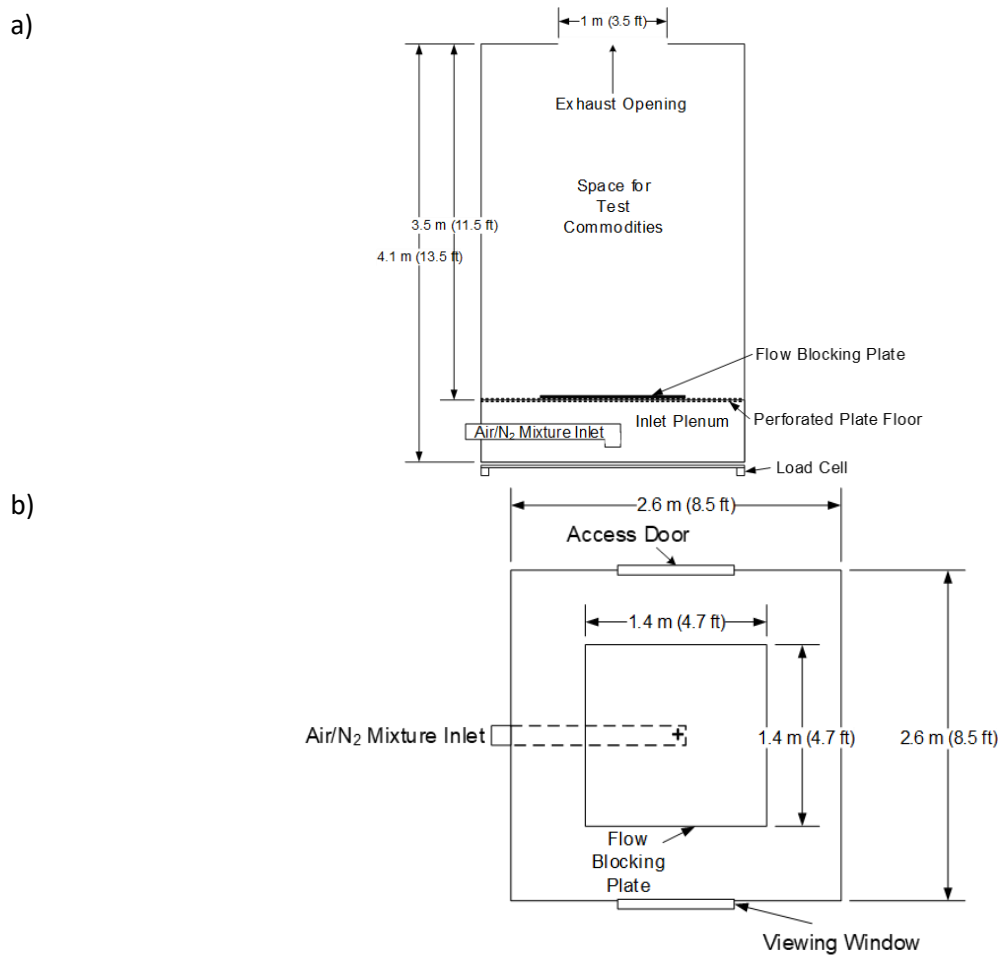 a)
1 m (3.5 ft)
Exhaust Opening
Space for
Test
Commodities
3.5 m (11.5 ft)
4.1 m (13.5 ft)
Flow Blocking Plate
Inlet Plenum
Perforated Plate Floor
Air/N₂ Mixture Inlet
Load Cell
b)
2.6 m (8.5 ft)
Access Door
1.4 m (4.7 ft)
Air/N₂ Mixture Inlet
1.4 m (4.7 ft)
2.6 m (8.5 ft)
Flow
Blocking
Plate
Viewing Window